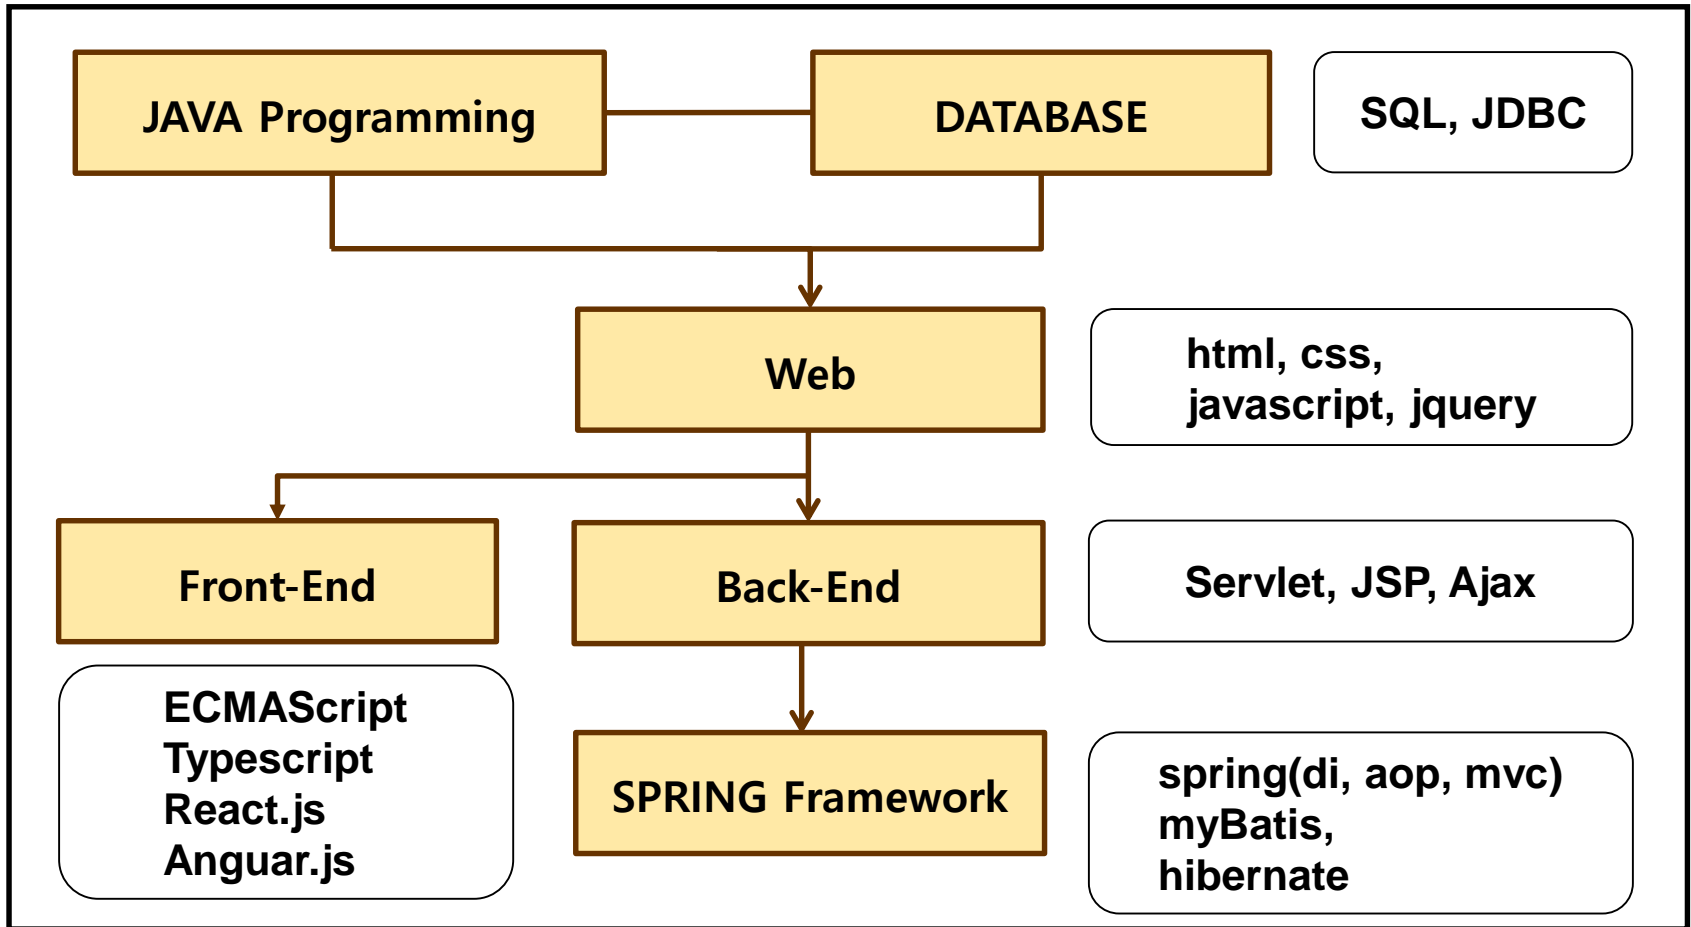 JAVA Programming
DATABASE
SQL, JDBC
Web
html, css,
javascript, jquery
Front-End
Back-End
Servlet, JSP, Ajax
ECMAScript
Typescript
React.js
Anguar.js
SPRING Framework
spring(di, aop, mvc)
myBatis,
hibernate